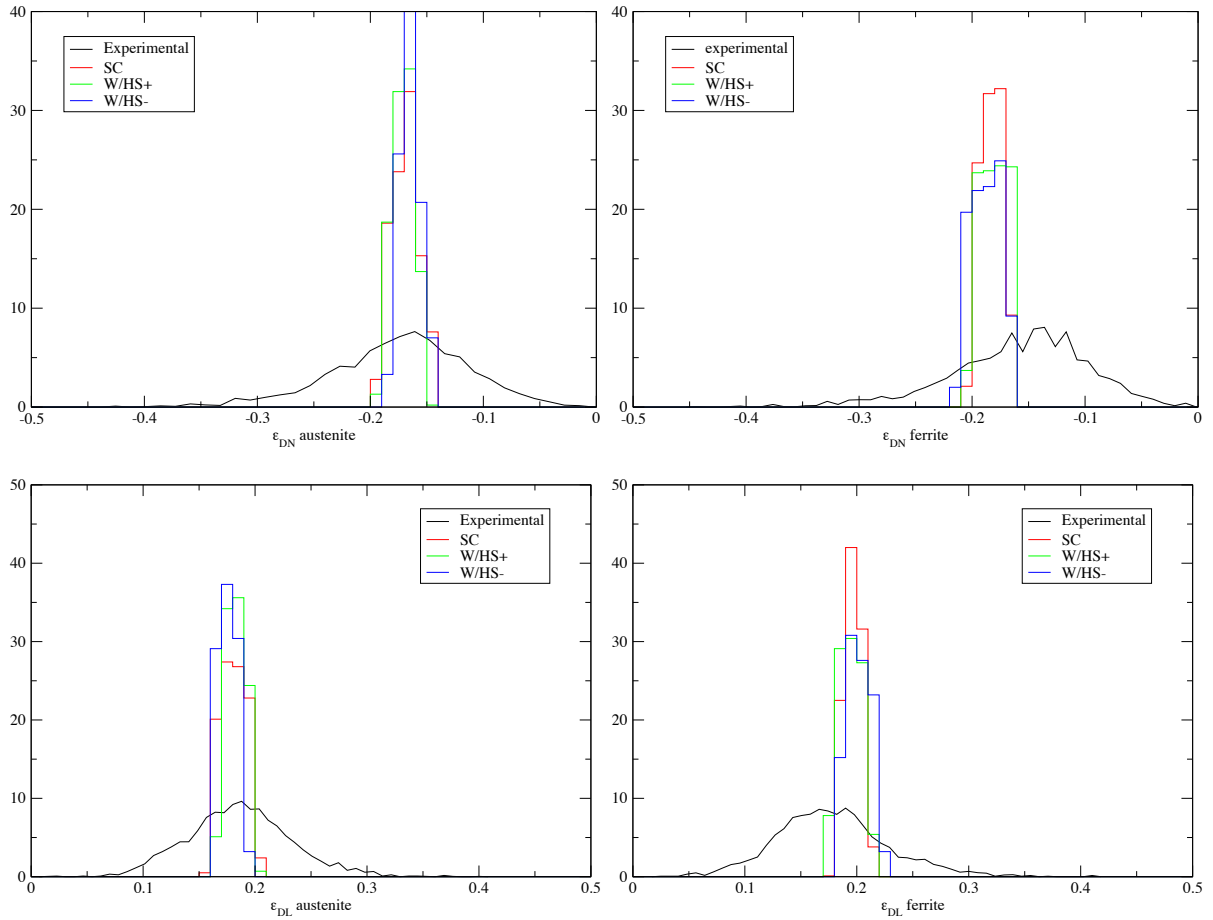 40
30
20
10
0
-0.5
-0.4
-0.3
-0.2
-0.1
0
Experimental
SC
W/HS+
W/HS-
εDN austenite
40
30
20
10
0
-0.5
-0.4
-0.3
-0.2
-0.1
0
experimental
SC
W/HS+
W/HS-
εDN ferrite
50
40
30
20
10
0
0
0.1
0.2
0.3
0.4
0.5
Experimental
SC
W/HS+
W/HS-
εDL austenite
50
40
30
20
10
0
0
0.1
0.2
0.3
0.4
0.5
Experimental
SC
W/HS+
W/HS-
εDL ferrite